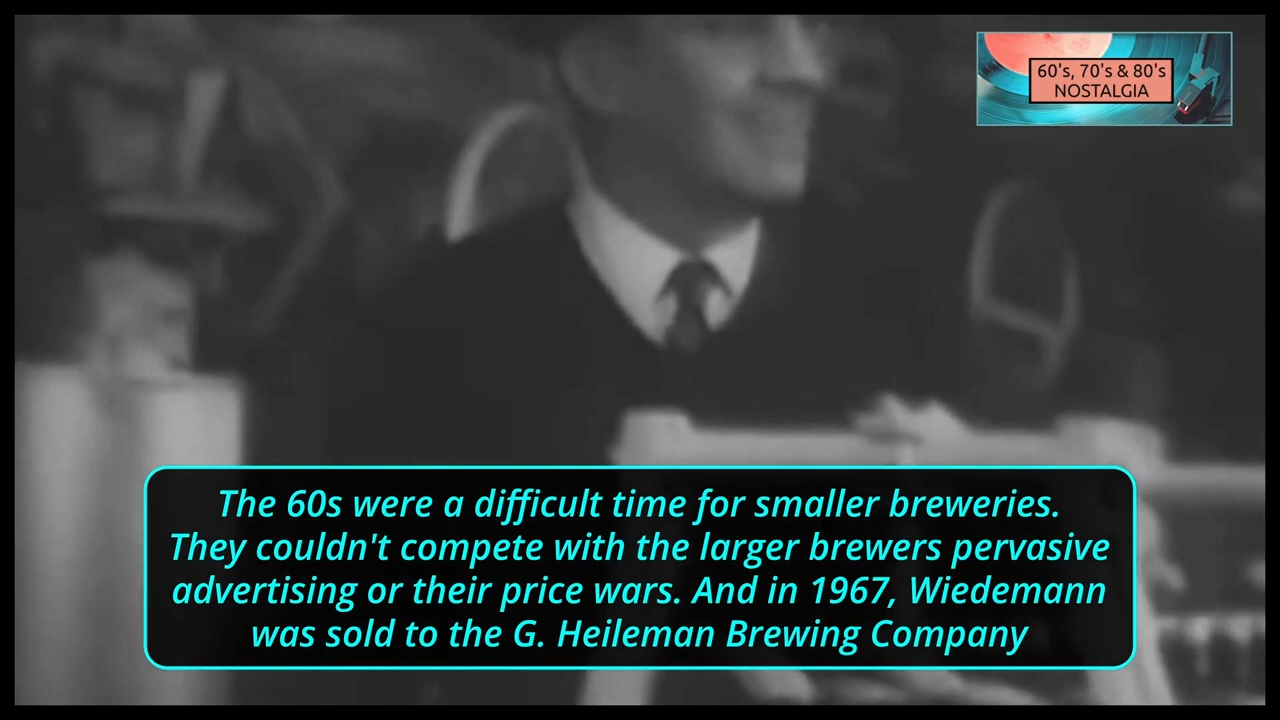 60's, 70's & 80's
NOSTALGIA
The 60s were a difficult time for smaller breweries.
They couldn't compete with the larger brewers pervasive
advertising or their price wars. And in 1967, Wiedemann
was sold to the G. Heileman Brewing Company